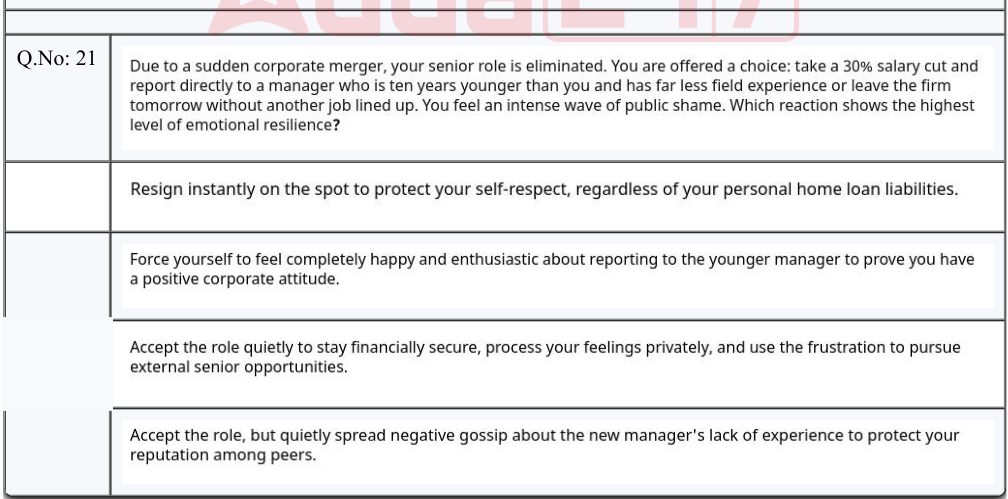 Q.No: 21
Due to a sudden corporate merger, your senior role is eliminated. You are offered a choice: take a 30% salary cut and
report directly to a manager who is ten years younger than you and has far less field experience or leave the firm
tomorrow without another job lined up. You feel an intense wave of public shame. Which reaction shows the highest
level of emotional resilience?
Resign instantly on the spot to protect your self-respect, regardless of your personal home loan liabilities.
Force yourself to feel completely happy and enthusiastic about reporting to the younger manager to prove you have
a positive corporate attitude.
Accept the role quietly to stay financially secure, process your feelings privately, and use the frustration to pursue
external senior opportunities.
Accept the role, but quietly spread negative gossip about the new manager's lack of experience to protect your
reputation among peers.